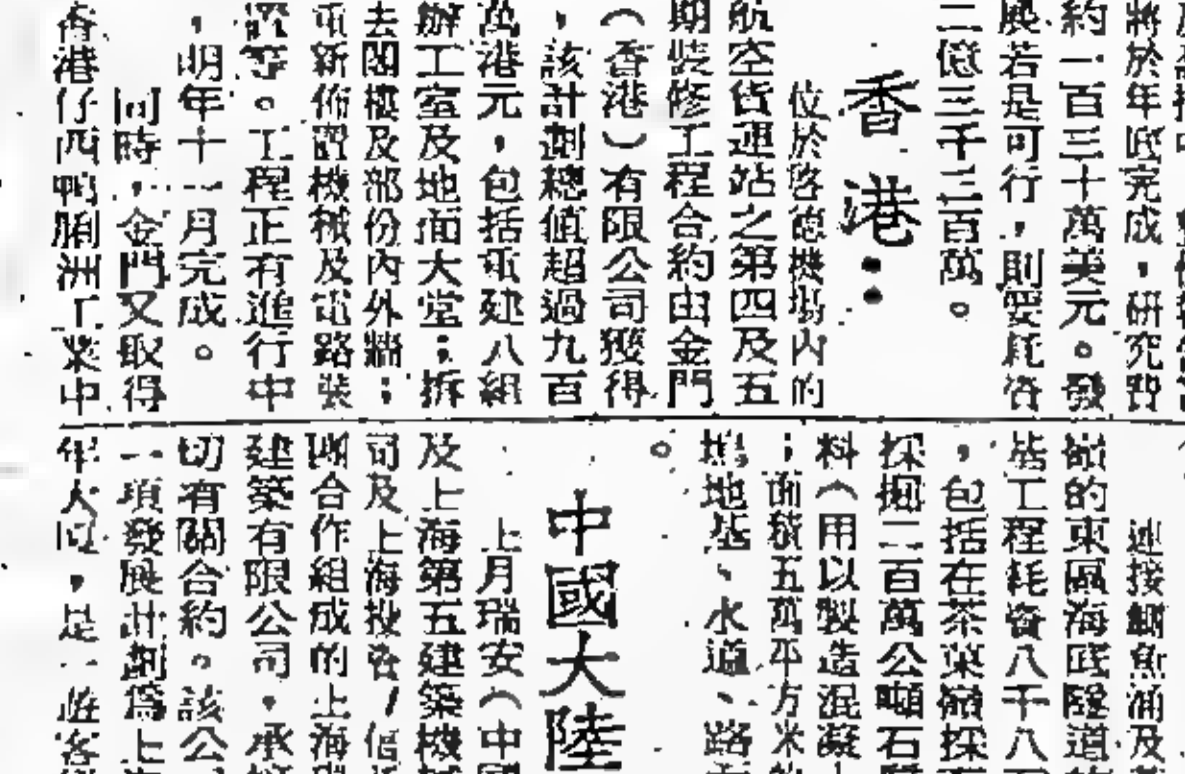 將於年底完成，研究費
約一百三十萬美元。發
展若是可行，則要耗資
二億三千三百萬。
香港：
位於啓德機場內的
航空貨運站之第四及五
期裝修工程合約由金門
（香港）有限公司獲得
，該計劃總值超過九百
萬港元，包括重建八組
辦工室及地面大堂；拆
去閣樓及部份內外牆；
重新佈置機械及電路裝
置等。工程正有進行中
，明年十一月完成。
同時，金門又取得
香港仔西鴨脷洲工業中
連接鰂魚涌及
嶺的東區海底隧道
工程耗資八千八
，包括在茶菓嶺採
採掘二百萬公噸石
料（用以製造混凝
；面積五萬平方米
地地基、水道、路
。
中國大陸
上月瑞安（中國
及上海第五建築機
司及上海投資／信
團合作組成的上海
建築有限公司，承
切有關合約。該公
一項發展計劃爲上
年大，是一遊客